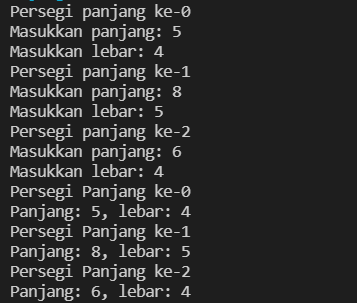 Persegi panjang ke-0
Masukkan panjang: 5
Masukkan lebar: 4
Persegi panjang ke-1
Masukkan panjang: 8
Masukkan lebar: 5
Persegi panjang ke-2
Masukkan panjang: 6
Masukkan lebar: 4
Persegi Panjang ke-0
Panjang: 5, lebar: 4
Persegi Panjang ke-1
Panjang: 8, lebar: 5
Persegi Panjang ke-2
Panjang: 6, lebar: 4